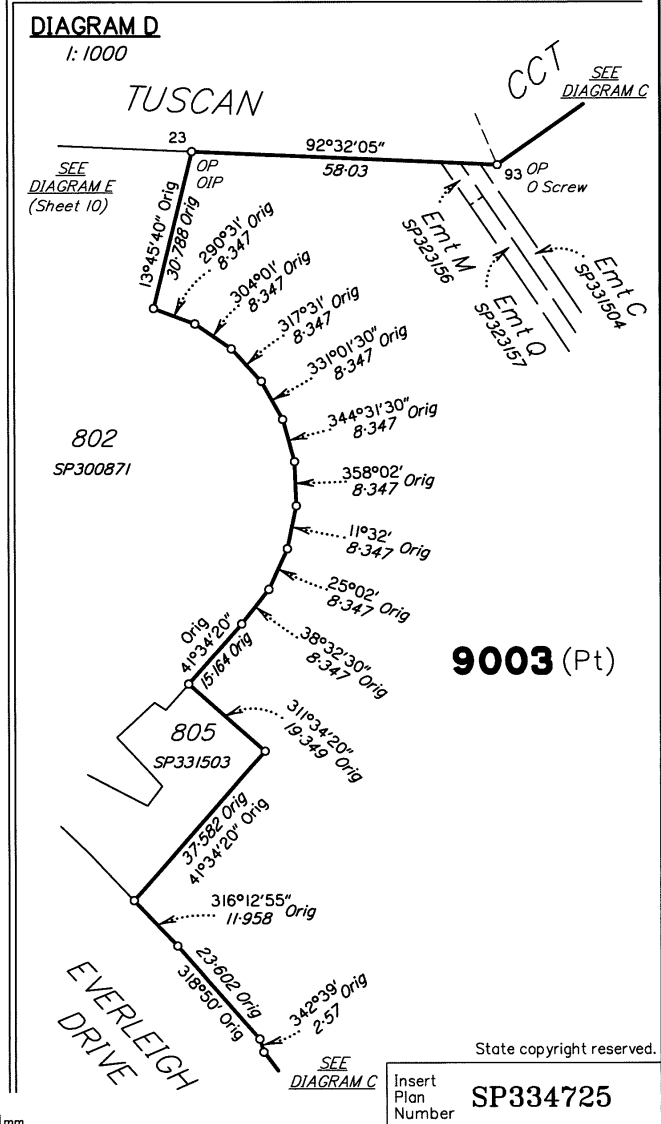 DIAGRAM D
1:1000
TUSCAN
CCT
SEE
DIAGRAM C
23
92°32'05"
58·03
OP
OIP
93 OP
O Screw
SEE
DIAGRAM E
(Sheet 10)
13°45'40" Orig
30·788 Orig
Emt M
SP323156
Emt Q
SP323157
Emt C
SP331504
290°31' Orig
8·347
304°01' Orig
8·347
317°31' Orig
8·347
331°01'30" Orig
8·347
344°31'30" Orig
8·347
802
SP300871
358°02' Orig
8·347
11°32' Orig
8·347
25°02' Orig
8·347
38°32'30" Orig
8·347
Orig
41°34'20"
15·164 Orig
9003 (Pt)
805
SP331503
311°34'20"
19·349 Orig
37·582 Orig
41°34'20" Orig
316°12'55" Orig
11·958
23·602 Orig
318°50' Orig
342°39' Orig
2·57
EVERLEIGH
DRIVE
SEE
DIAGRAM C
State copyright reserved.
Insert
Plan
Number
SP334725
mm